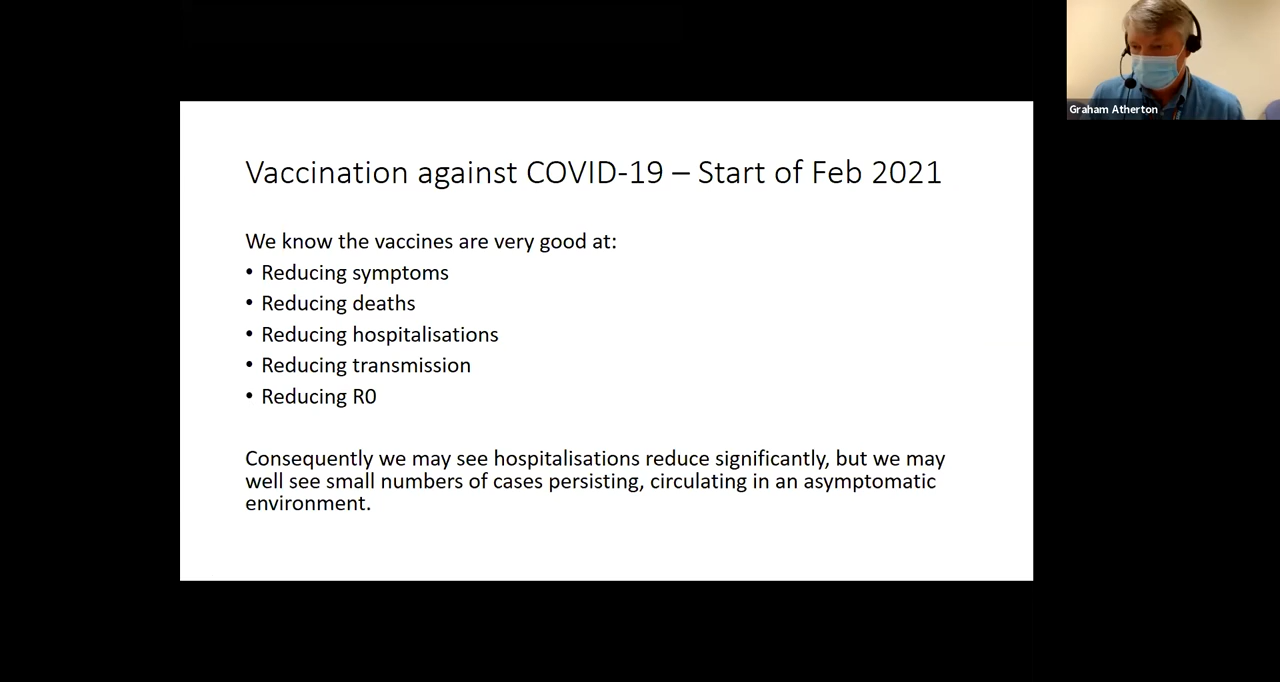 Graham Atherton
Vaccination against COVID-19 – Start of Feb 2021
We know the vaccines are very good at:
• Reducing symptoms
• Reducing deaths
• Reducing hospitalisations
• Reducing transmission
• Reducing R0
Consequently we may see hospitalisations reduce significantly, but we may
well see small numbers of cases persisting, circulating in an asymptomatic
environment.